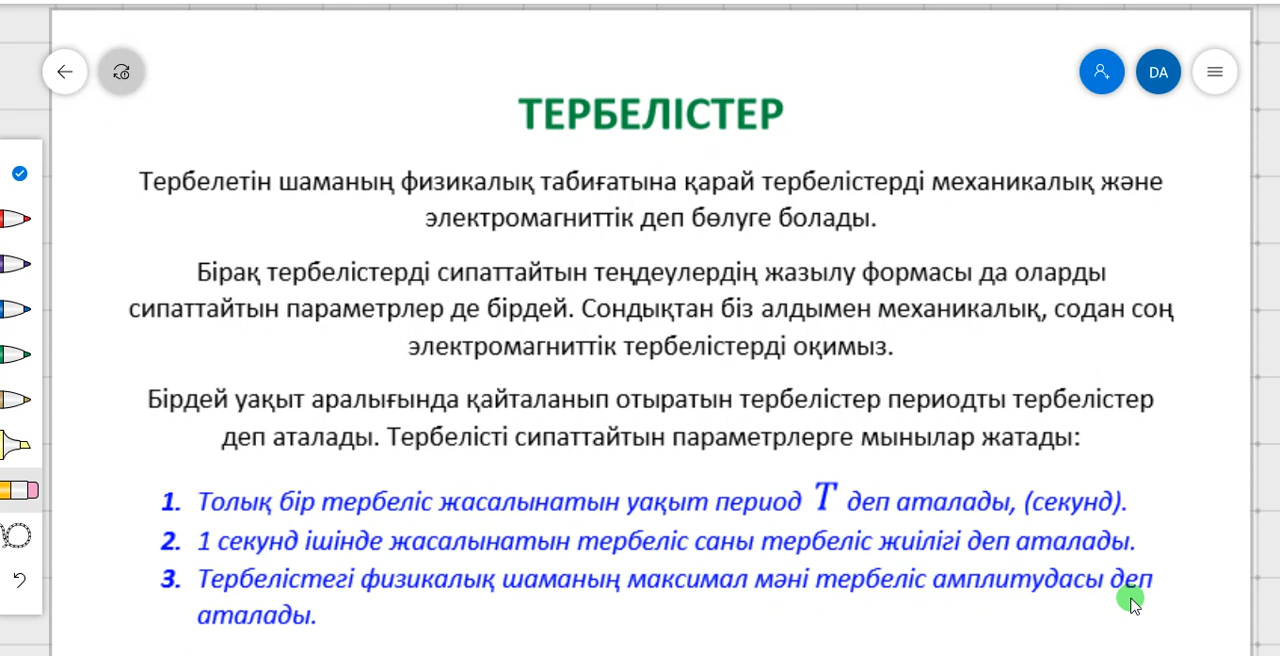 DA
ТЕРБЕЛІСТЕР
Тербелетін шаманың физикалық табиғатына қарай тербелістерді механикалық және
электромагниттік деп бөлуге болады.
Бірақ тербелістерді сипаттайтын теңдеулердің жазылу формасы да оларды
сипаттайтын параметрлер де бірдей. Сондықтан біз алдымен механикалық, содан соң
электромагниттік тербелістерді оқимыз.
Бірдей уақыт аралығында қайталанып отыратын тербелістер периодты тербелістер
деп аталады. Тербелісті сипаттайтын параметрлерге мынылар жатады:
1. Толық бір тербеліс жасалынатын уақыт период T деп аталады, (секунд).
2. 1 секунд ішінде жасалынатын тербеліс саны тербеліс жиілігі деп аталады.
3. Тербелістегі физикалық шаманың максимал мәні тербеліс амплитудасы деп
аталады.